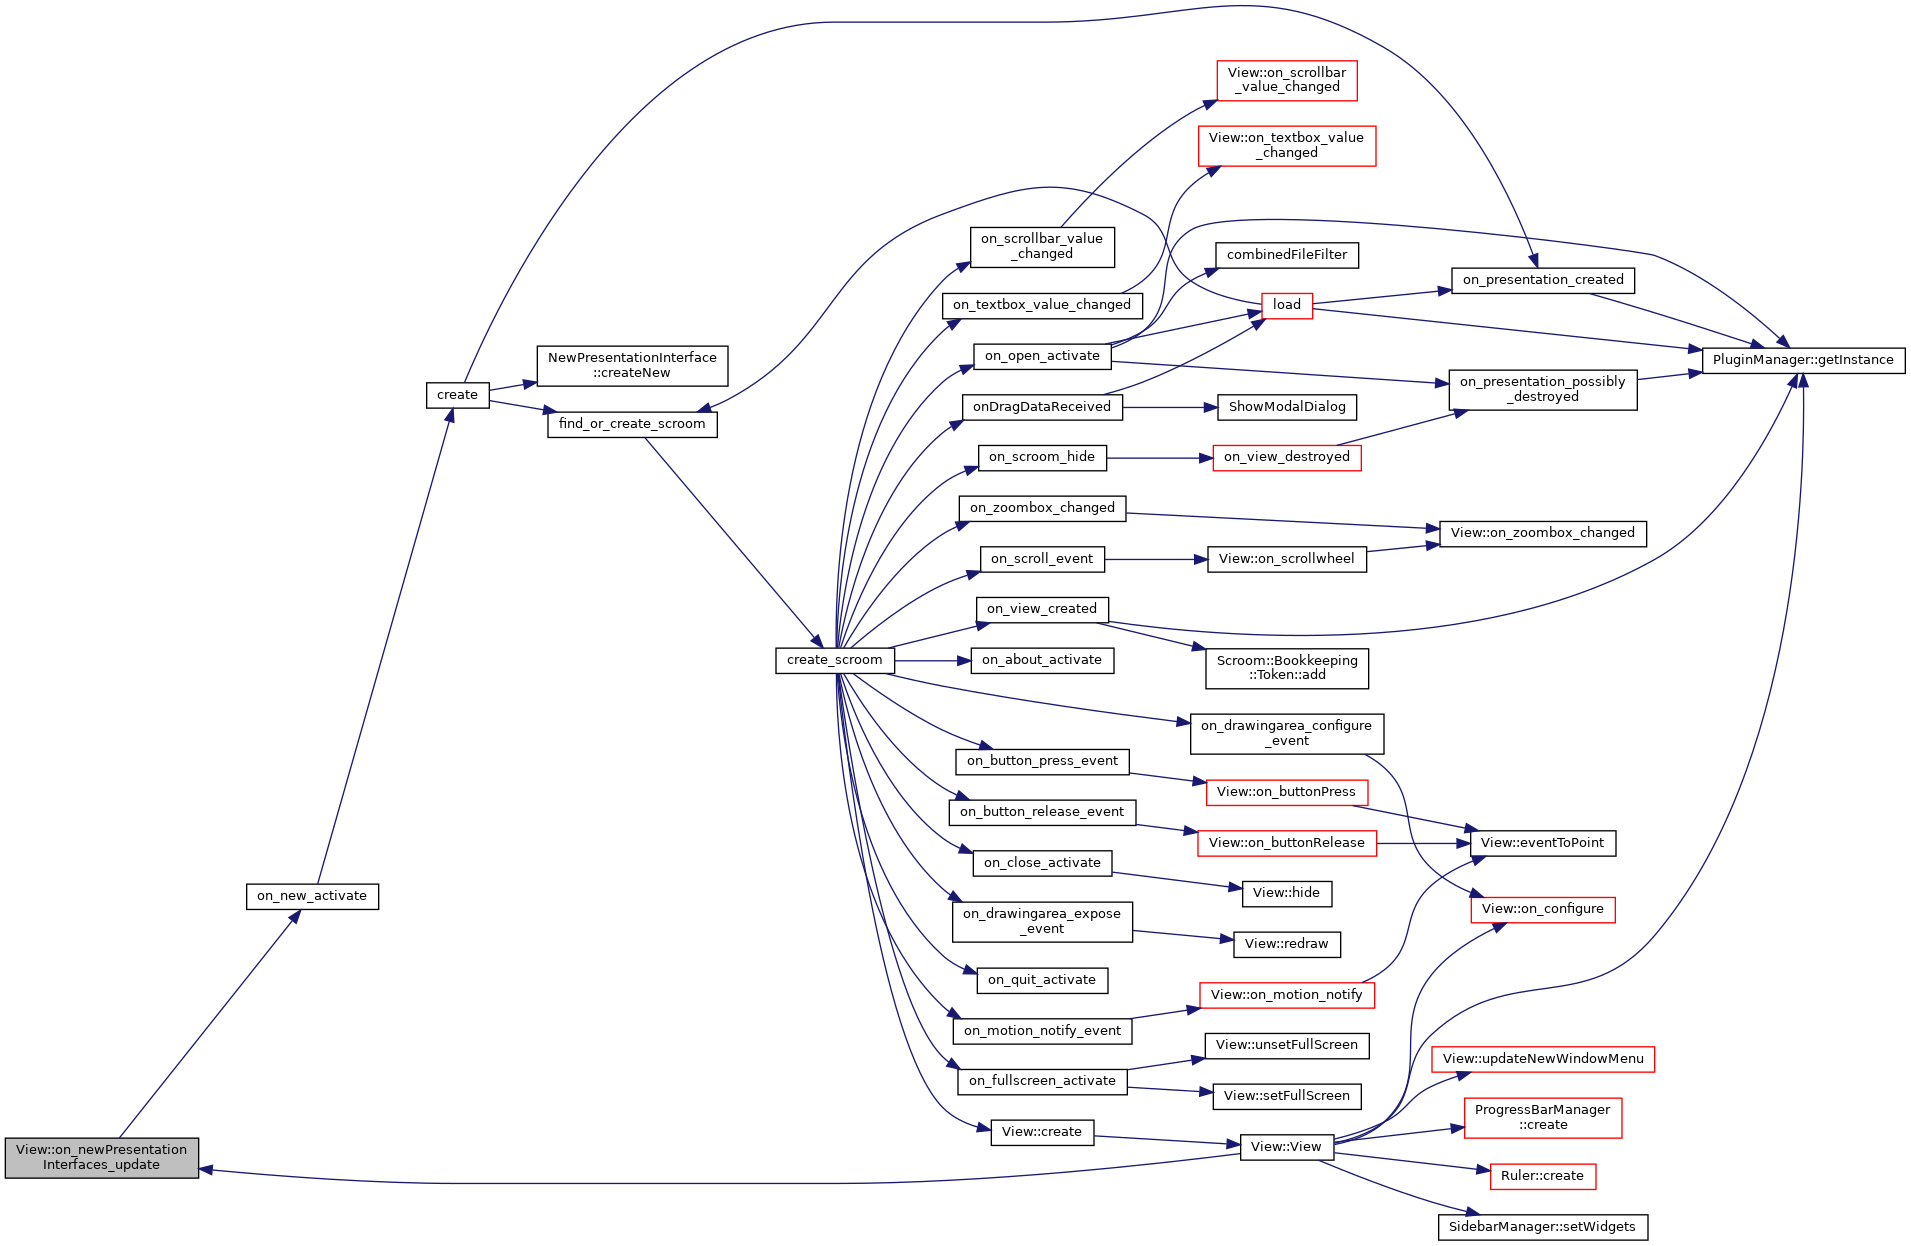 View::on_scrollbar
_value_changed
View::on_textbox_value
_changed
on_scrollbar_value
_changed
combinedFileFilter
on_presentation_created
on_textbox_value_changed
load
NewPresentationInterface
::createNew
on_open_activate
PluginManager::getInstance
create
on_presentation_possibly
_destroyed
onDragDataReceived
ShowModalDialog
find_or_create_scroom
on_scroom_hide
on_view_destroyed
on_zoombox_changed
View::on_zoombox_changed
on_scroll_event
View::on_scrollwheel
on_view_created
create_scroom
on_about_activate
Scroom::Bookkeeping
::Token::add
on_drawingarea_configure
_event
on_button_press_event
View::on_buttonPress
on_button_release_event
View::on_buttonRelease
View::eventToPoint
on_close_activate
View::hide
on_new_activate
View::on_configure
on_drawingarea_expose
_event
View::redraw
on_quit_activate
View::on_motion_notify
on_motion_notify_event
View::unsetFullScreen
View::updateNewWindowMenu
on_fullscreen_activate
View::setFullScreen
ProgressBarManager
::create
View::create
View::View
View::on_newPresentation
Interfaces_update
Ruler::create
SidebarManager::setWidgets